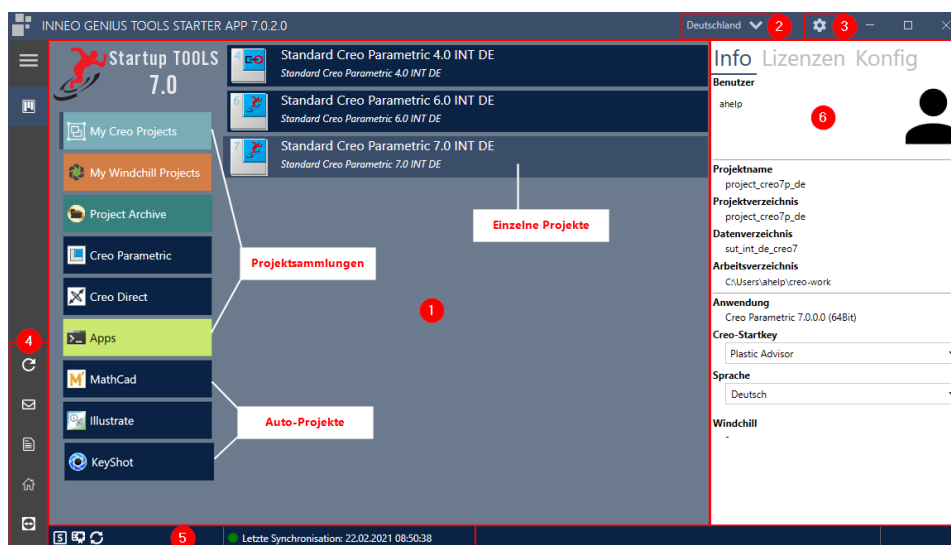 INNEO GENIUS TOOLS STARTER APP 7.0.2.0
Deutschland
2
3
Startup TOOLS
7.0
My Creo Projects
My Windchill Projects
Project Archive
Creo Parametric
Creo Direct
Apps
MathCad
Illustrate
KeyShot
4
Standard Creo Parametric 4.0 INT DE
Standard Creo Parametric 4.0 INT DE
6
Standard Creo Parametric 6.0 INT DE
Standard Creo Parametric 6.0 INT DE
7
Standard Creo Parametric 7.0 INT DE
Standard Creo Parametric 7.0 INT DE
Einzelne Projekte
Projektsammlungen
1
Auto-Projekte
4
Info Lizenzen Konfig
Benutzer
ahelp
6
Projektname
project_creo7p_de
Projektverzeichnis
project_creo7p_de
Datenverzeichnis
sut_int_de_creo7
Arbeitsverzeichnis
C:\Users\ahelp\creo-work
Anwendung
Creo Parametric 7.0.0.0 (64Bit)
Creo-Startkey
Plastic Advisor
Sprache
Deutsch
Windchill
-
S
5
Letzte Synchronisation: 22.02.2021 08:50:38